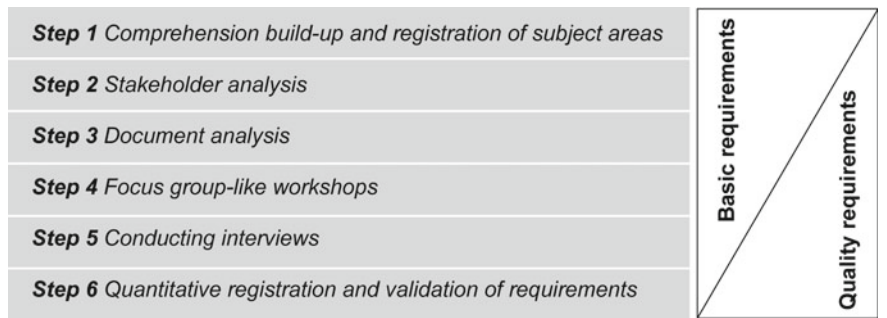 Step 1 Comprehension build-up and registration of subject areas
Step 2 Stakeholder analysis
Step 3 Document analysis
Step 4 Focus group-like workshops
Step 5 Conducting interviews
Step 6 Quantitative registration and validation of requirements
Basic requirements
Quality requirements